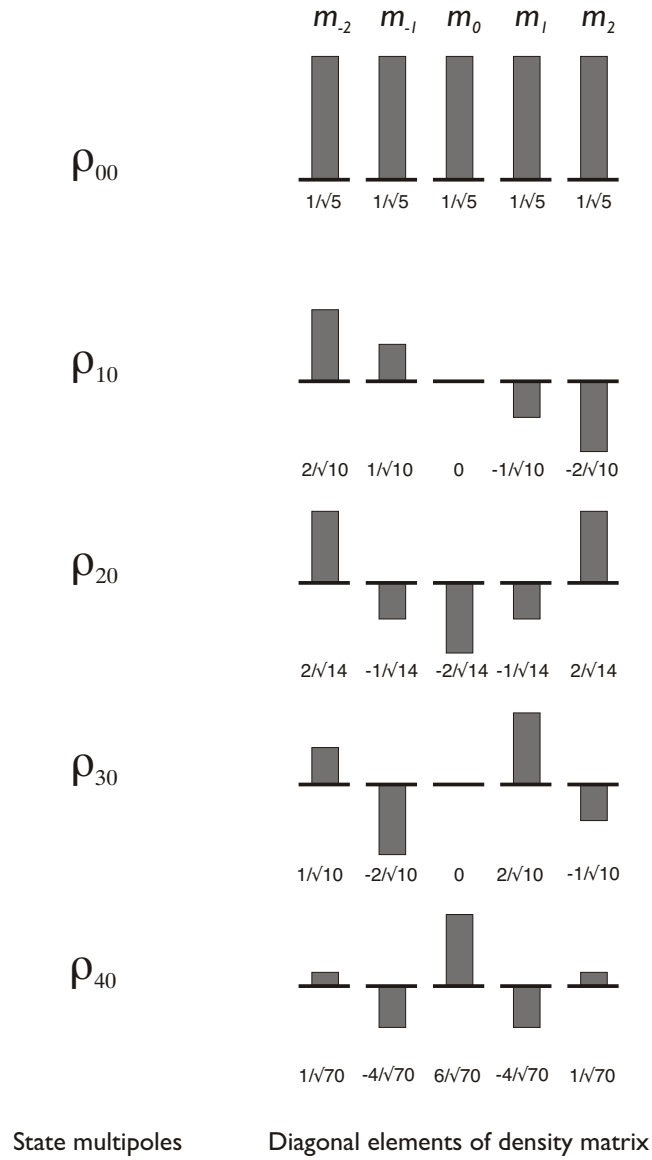 m₋₂ m₋₁ m₀ m₁ m₂
ρ₀₀
1/√5 1/√5 1/√5 1/√5 1/√5
ρ₁₀
2/√10 1/√10 0 -1/√10 -2/√10
ρ₂₀
2/√14 -1/√14 -2/√14 -1/√14 2/√14
ρ₃₀
1/√10 -2/√10 0 2/√10 -1/√10
ρ₄₀
1/√70 -4/√70 6/√70 -4/√70 1/√70
State multipoles Diagonal elements of density matrix